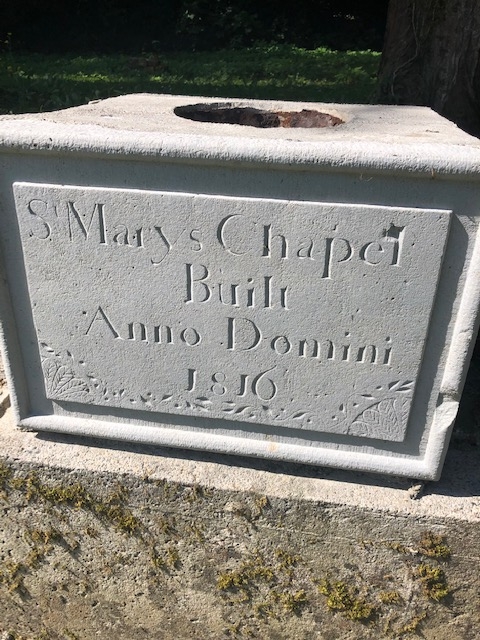 St Marys Chapel
Built
Anno Domini
1816